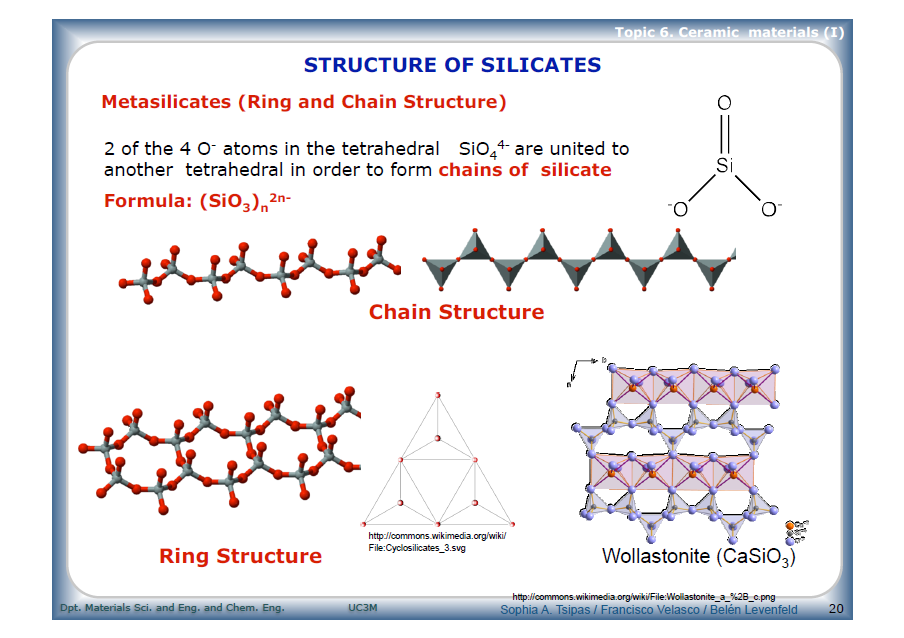 Topic 6. Ceramic materials (I)
STRUCTURE OF SILICATES
Metasilicates (Ring and Chain Structure)
2 of the 4 O⁻ atoms in the tetrahedral SiO₄⁴⁻ are united to
another tetrahedral in order to form chains of silicate
Formula: (SiO₃)ₙ²ⁿ⁻
O
Si
⁻O O⁻
Chain Structure
b
a
http://commons.wikimedia.org/wiki/
File:Cyclosilicates_3.svg
Ring Structure
Wollastonite (CaSiO₃)
http://commons.wikimedia.org/wiki/File:Wollastonite_a_%2B_c.png
Dpt. Materials Sci. and Eng. and Chem. Eng. UC3M Sophia A. Tsipas / Francisco Velasco / Belén Levenfeld 20